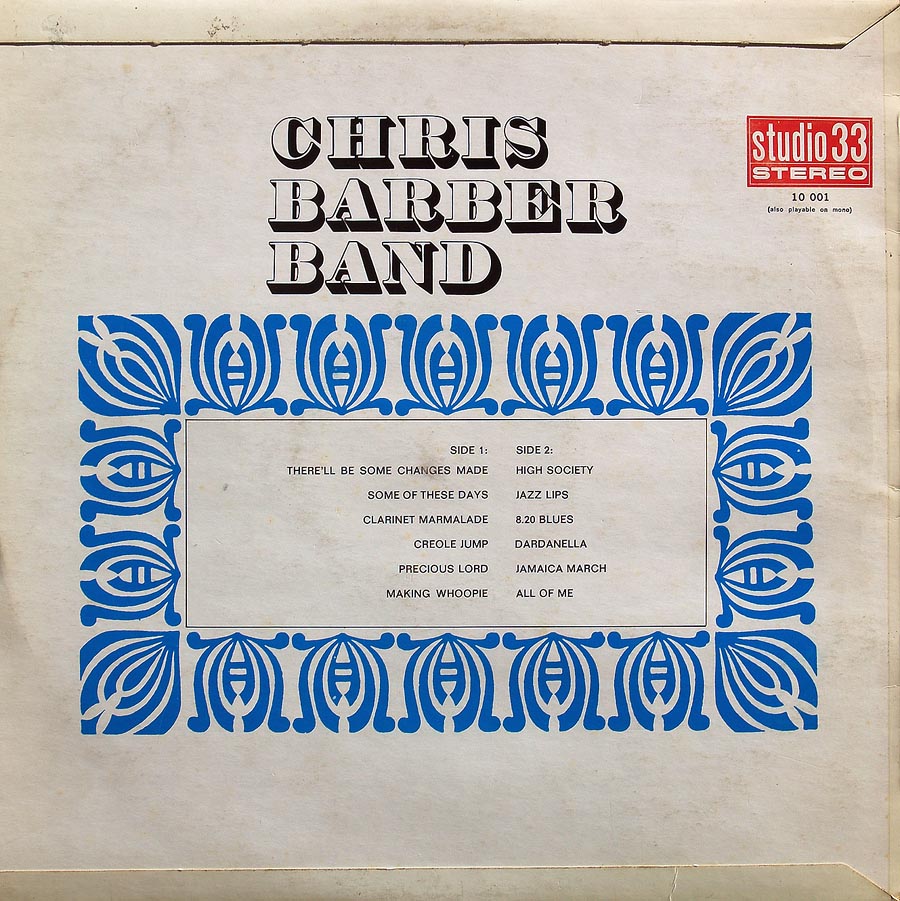 CHRIS
BARBER
BAND
studio 33
STEREO
10 001
(also playable on mono)
SIDE 1:
THERE'LL BE SOME CHANGES MADE
SOME OF THESE DAYS
CLARINET MARMALADE
CREOLE JUMP
PRECIOUS LORD
MAKING WHOOPIE
SIDE 2:
HIGH SOCIETY
JAZZ LIPS
8.20 BLUES
DARDANELLA
JAMAICA MARCH
ALL OF ME